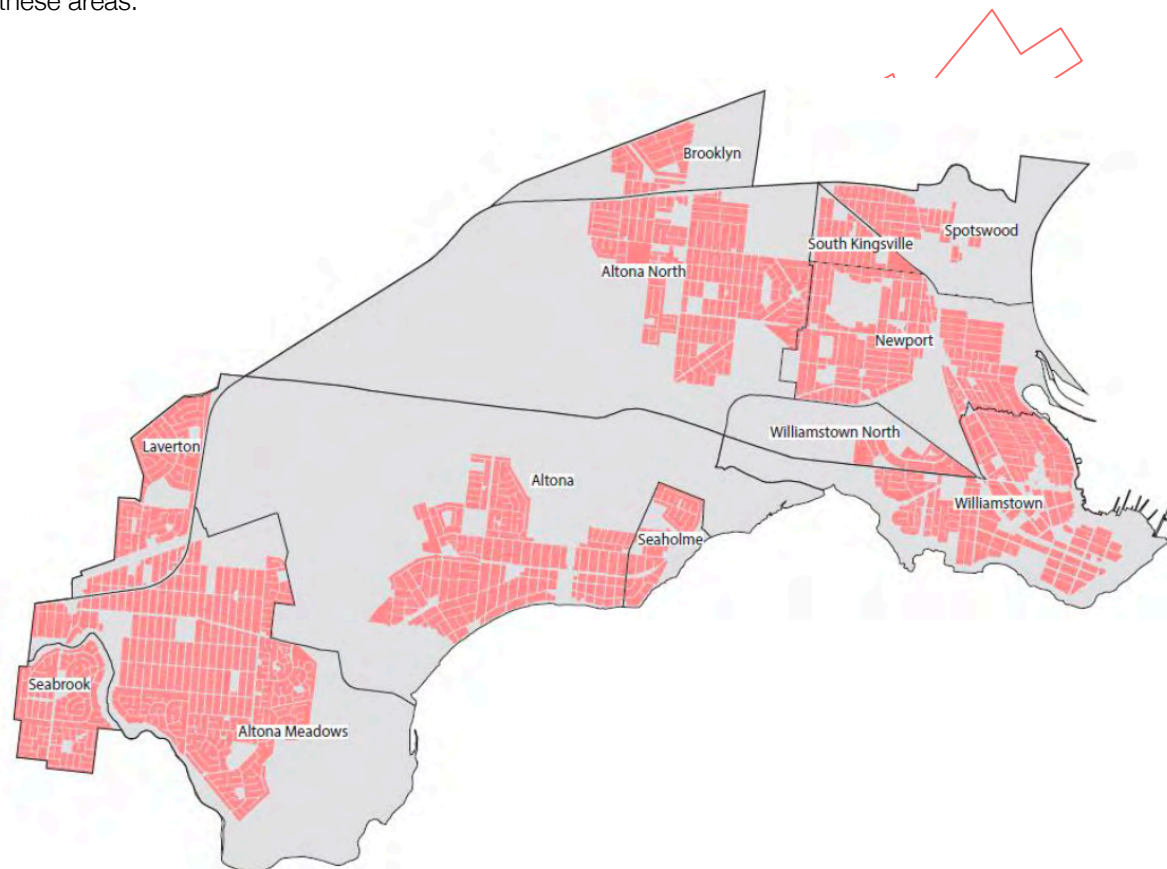 these areas.
Brooklyn
Spotswood
South Kingsville
Altona North
Newport
Williamstown North
Laverton
Altona
Williamstown
Seaholme
Seabrook
Altona Meadows